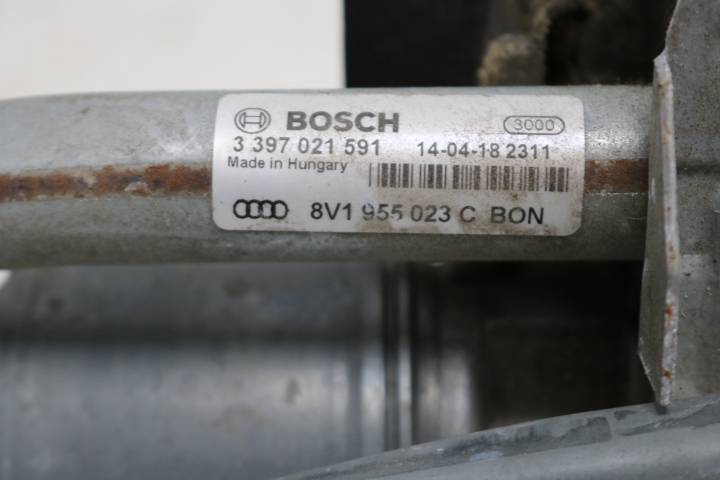 BOSCH 3000
3 397 021 591 14-04-18 2311
Made in Hungary
8V1 955 023 C BON